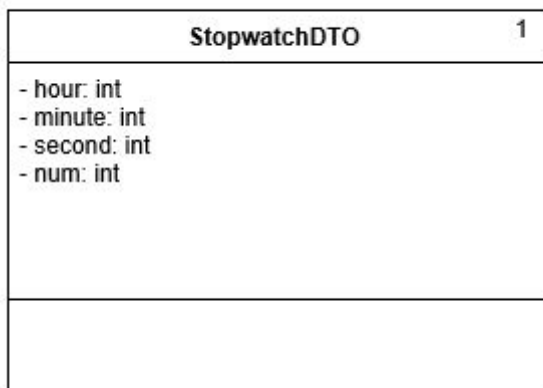 StopwatchDTO 1
- hour: int
- minute: int
- second: int
- num: int